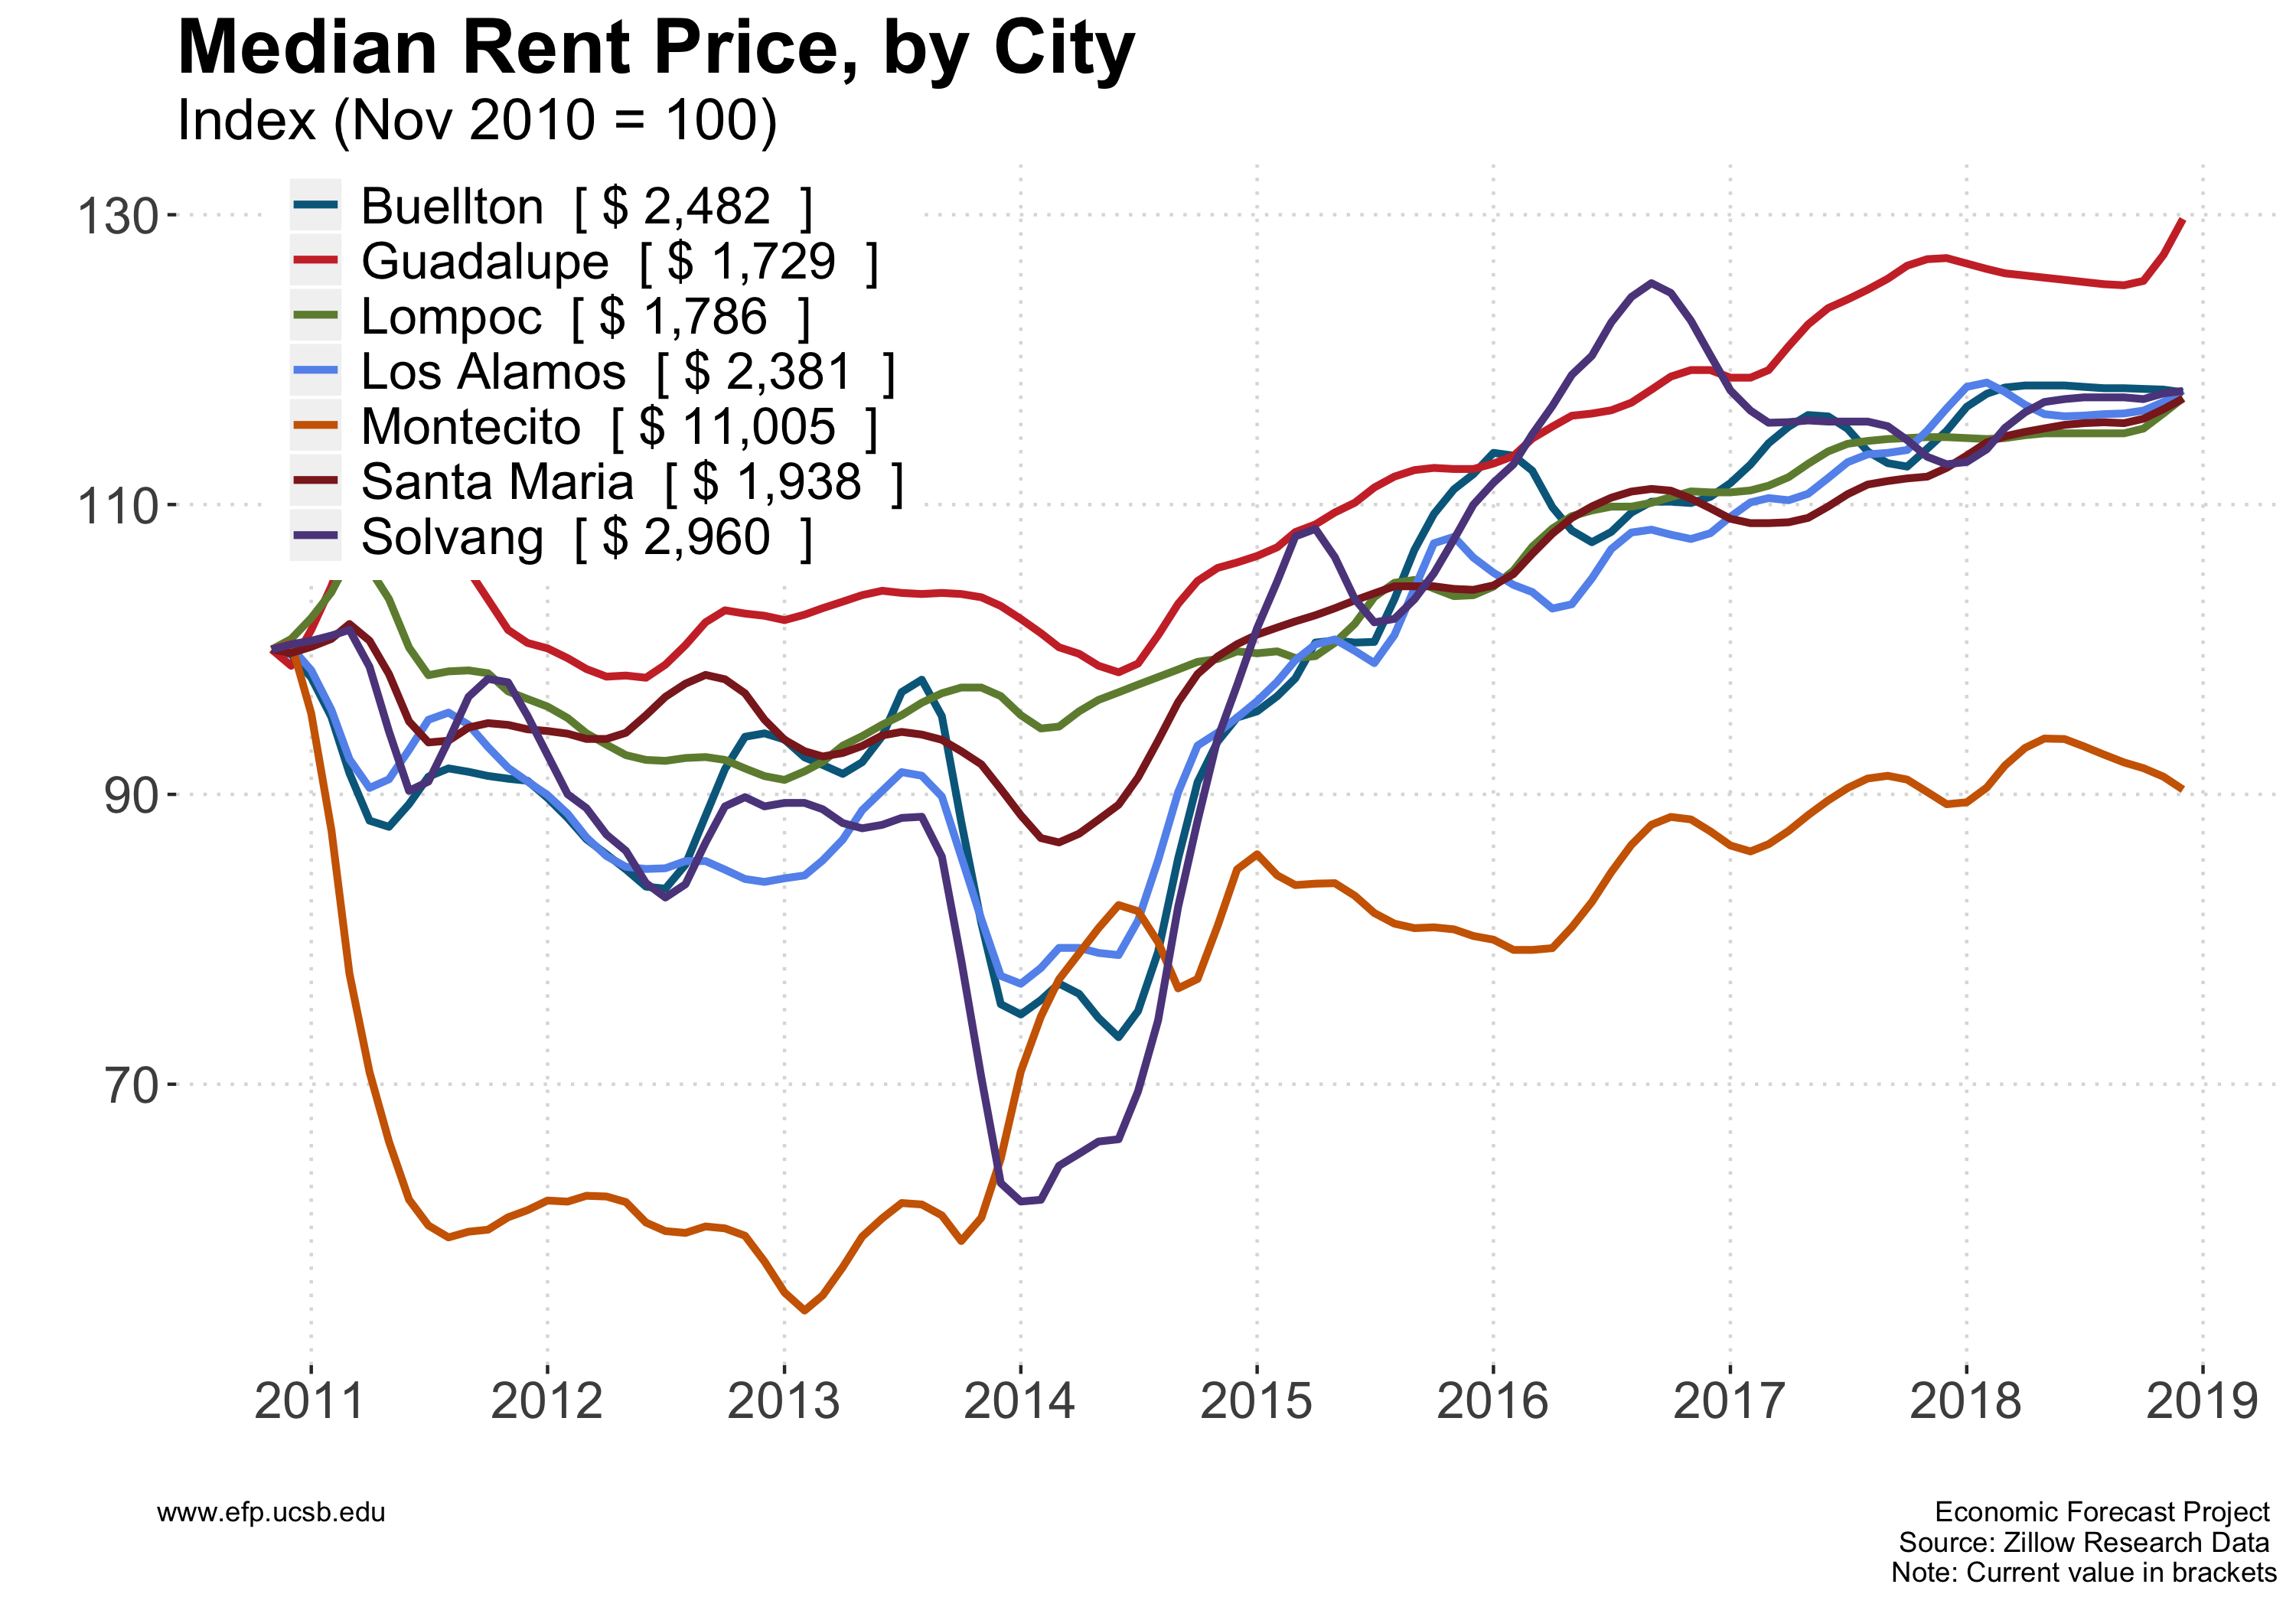 Median Rent Price, by City
Index (Nov 2010 = 100)
130
110
90
70
Buellton [ $ 2,482 ]
Guadalupe [ $ 1,729 ]
Lompoc [ $ 1,786 ]
Los Alamos [ $ 2,381 ]
Montecito [ $ 11,005 ]
Santa Maria [ $ 1,938 ]
Solvang [ $ 2,960 ]
2011 2012 2013 2014 2015 2016 2017 2018 2019
www.efp.ucsb.edu
Economic Forecast Project
Source: Zillow Research Data
Note: Current value in brackets